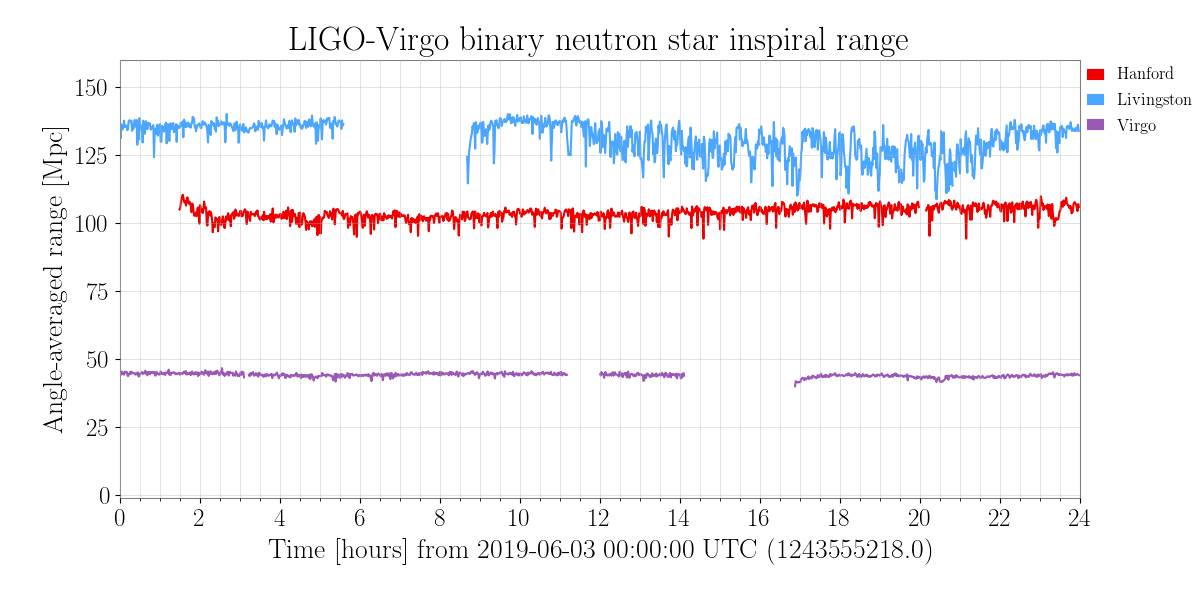 LIGO-Virgo binary neutron star inspiral range
Hanford
Livingston
Virgo
Angle-averaged range [Mpc]
150
125
100
75
50
25
0
0 2 4 6 8 10 12 14 16 18 20 22 24
Time [hours] from 2019-06-03 00:00:00 UTC (1243555218.0)